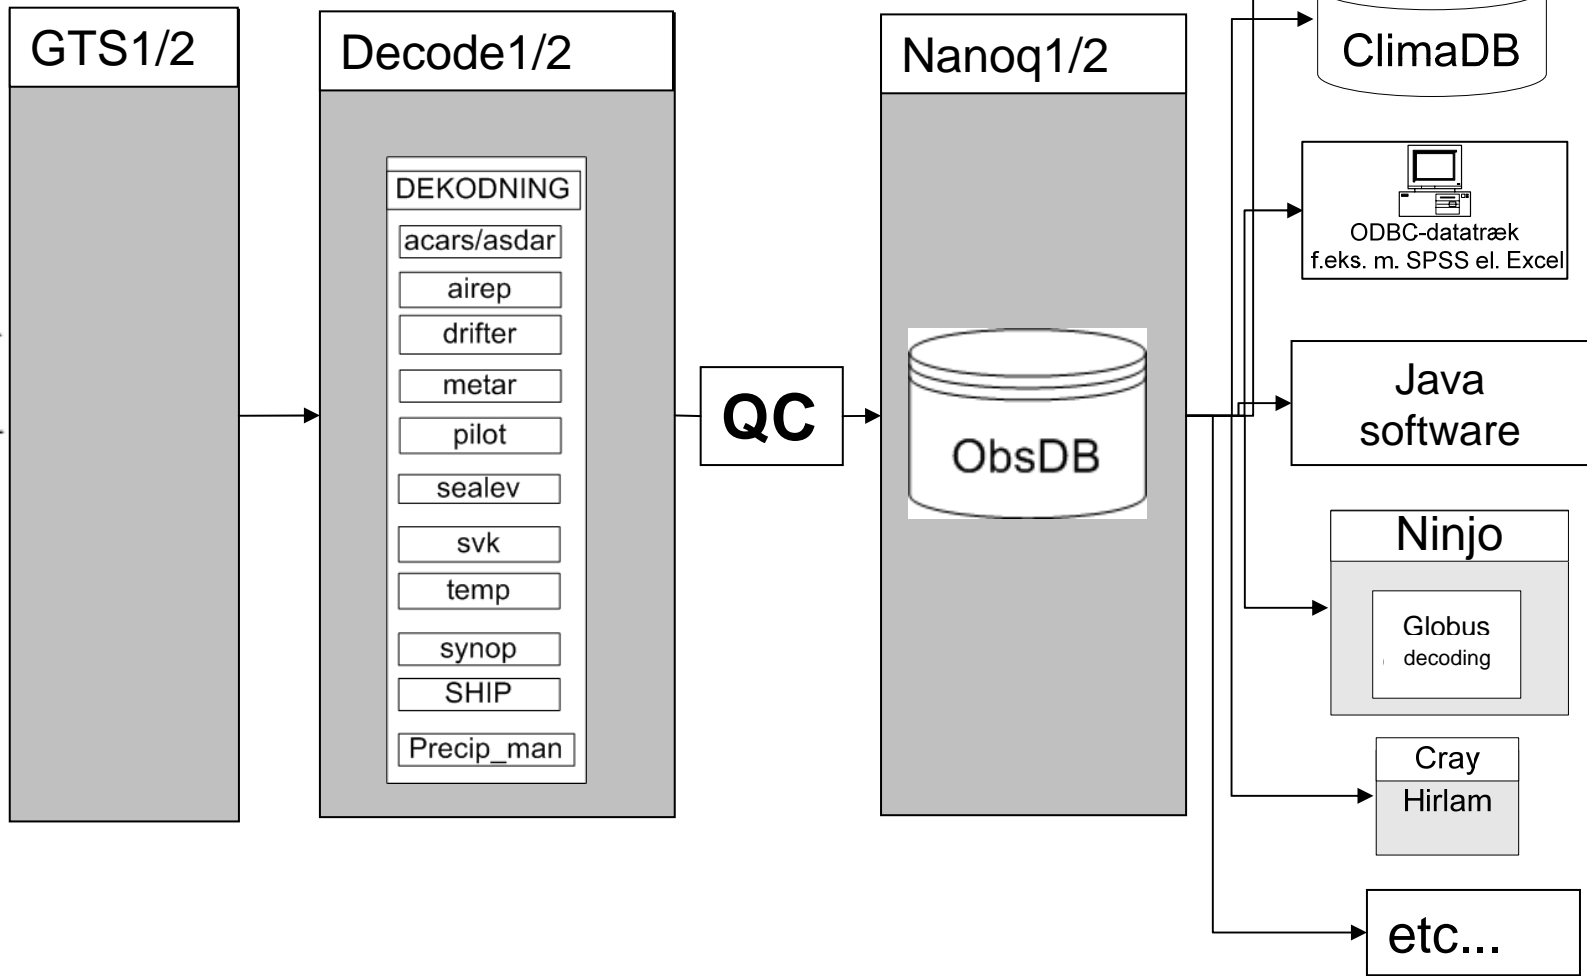 GTS1/2
Decode1/2
DEKODNING
acars/asdar
airep
drifter
metar
pilot
sealev
svk
temp
synop
SHIP
Precip_man
QC
Nanoq1/2
ObsDB
ClimaDB
ODBC-datatræk
f.eks. m. SPSS el. Excel
Java
software
Ninjo
Globus
decoding
Cray
Hirlam
etc...